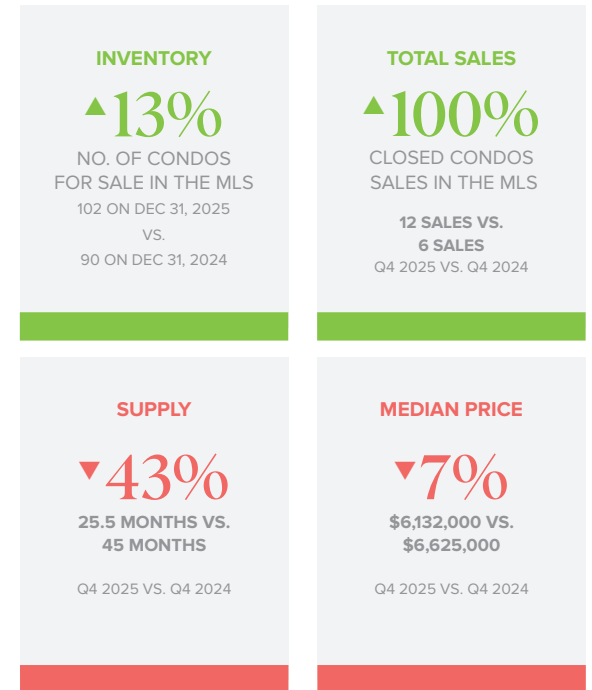 INVENTORY
▲13%
NO. OF CONDOS
FOR SALE IN THE MLS
102 ON DEC 31, 2025
VS.
90 ON DEC 31, 2024
TOTAL SALES
▲100%
CLOSED CONDOS
SALES IN THE MLS
12 SALES VS.
6 SALES
Q4 2025 VS. Q4 2024
SUPPLY
▼43%
25.5 MONTHS VS.
45 MONTHS
Q4 2025 VS. Q4 2024
MEDIAN PRICE
▼7%
$6,132,000 VS.
$6,625,000
Q4 2025 VS. Q4 2024